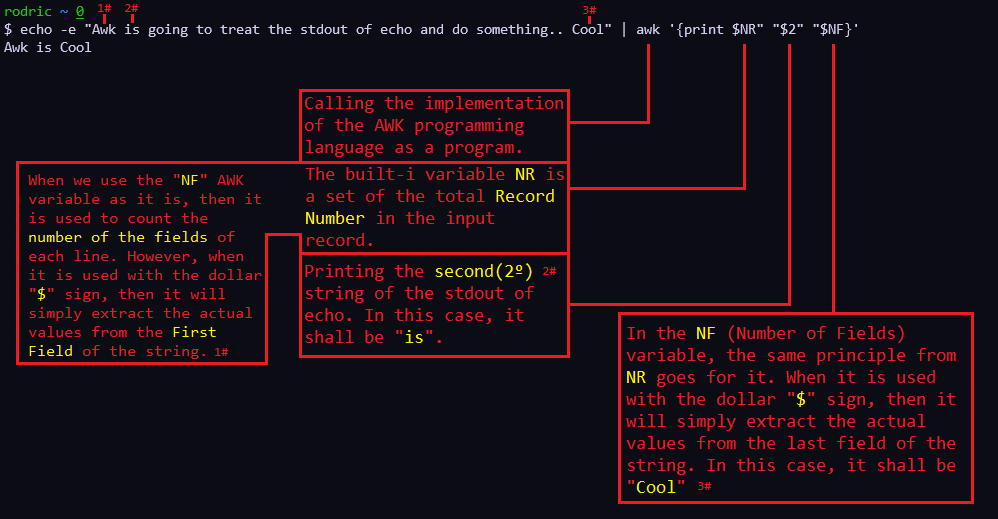 rodric ~ 0 1# 2# 3#
$ echo -e "Awk is going to treat the stdout of echo and do something.. Cool" | awk '{print $NR" "$2" "$NF}'
Awk is Cool
Calling the implementation
of the AWK programming
language as a program.
The built-i variable NR is
a set of the total Record
Number in the input
record.
When we use the "NF" AWK
variable as it is, then it
is used to count the
number of the fields of
each line. However, when
it is used with the dollar
"$" sign, then it will
simply extract the actual
values from the First
Field of the string. 1#
Printing the second(2º) 2#
string of the stdout of
echo. In this case, it
shall be "is".
In the NF (Number of Fields)
variable, the same principle from
NR goes for it. When it is used
with the dollar "$" sign, then it
will simply extract the actual
values from the last field of the
string. In this case, it shall be
"Cool" 3#